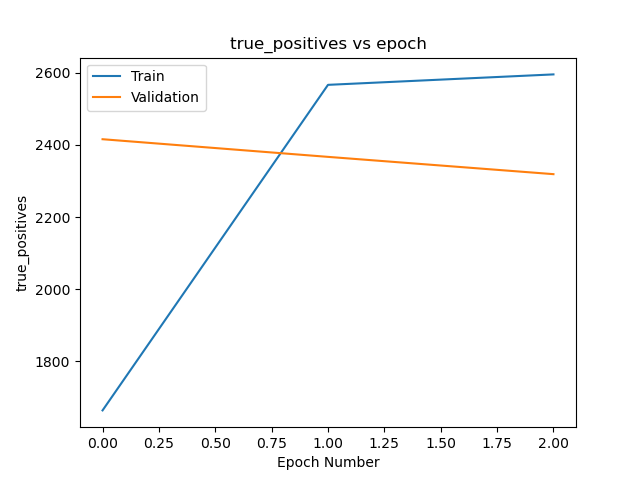 true_positives vs epoch
Train
Validation
2600
2400
2200
2000
1800
true_positives
0.00 0.25 0.50 0.75 1.00 1.25 1.50 1.75 2.00
Epoch Number